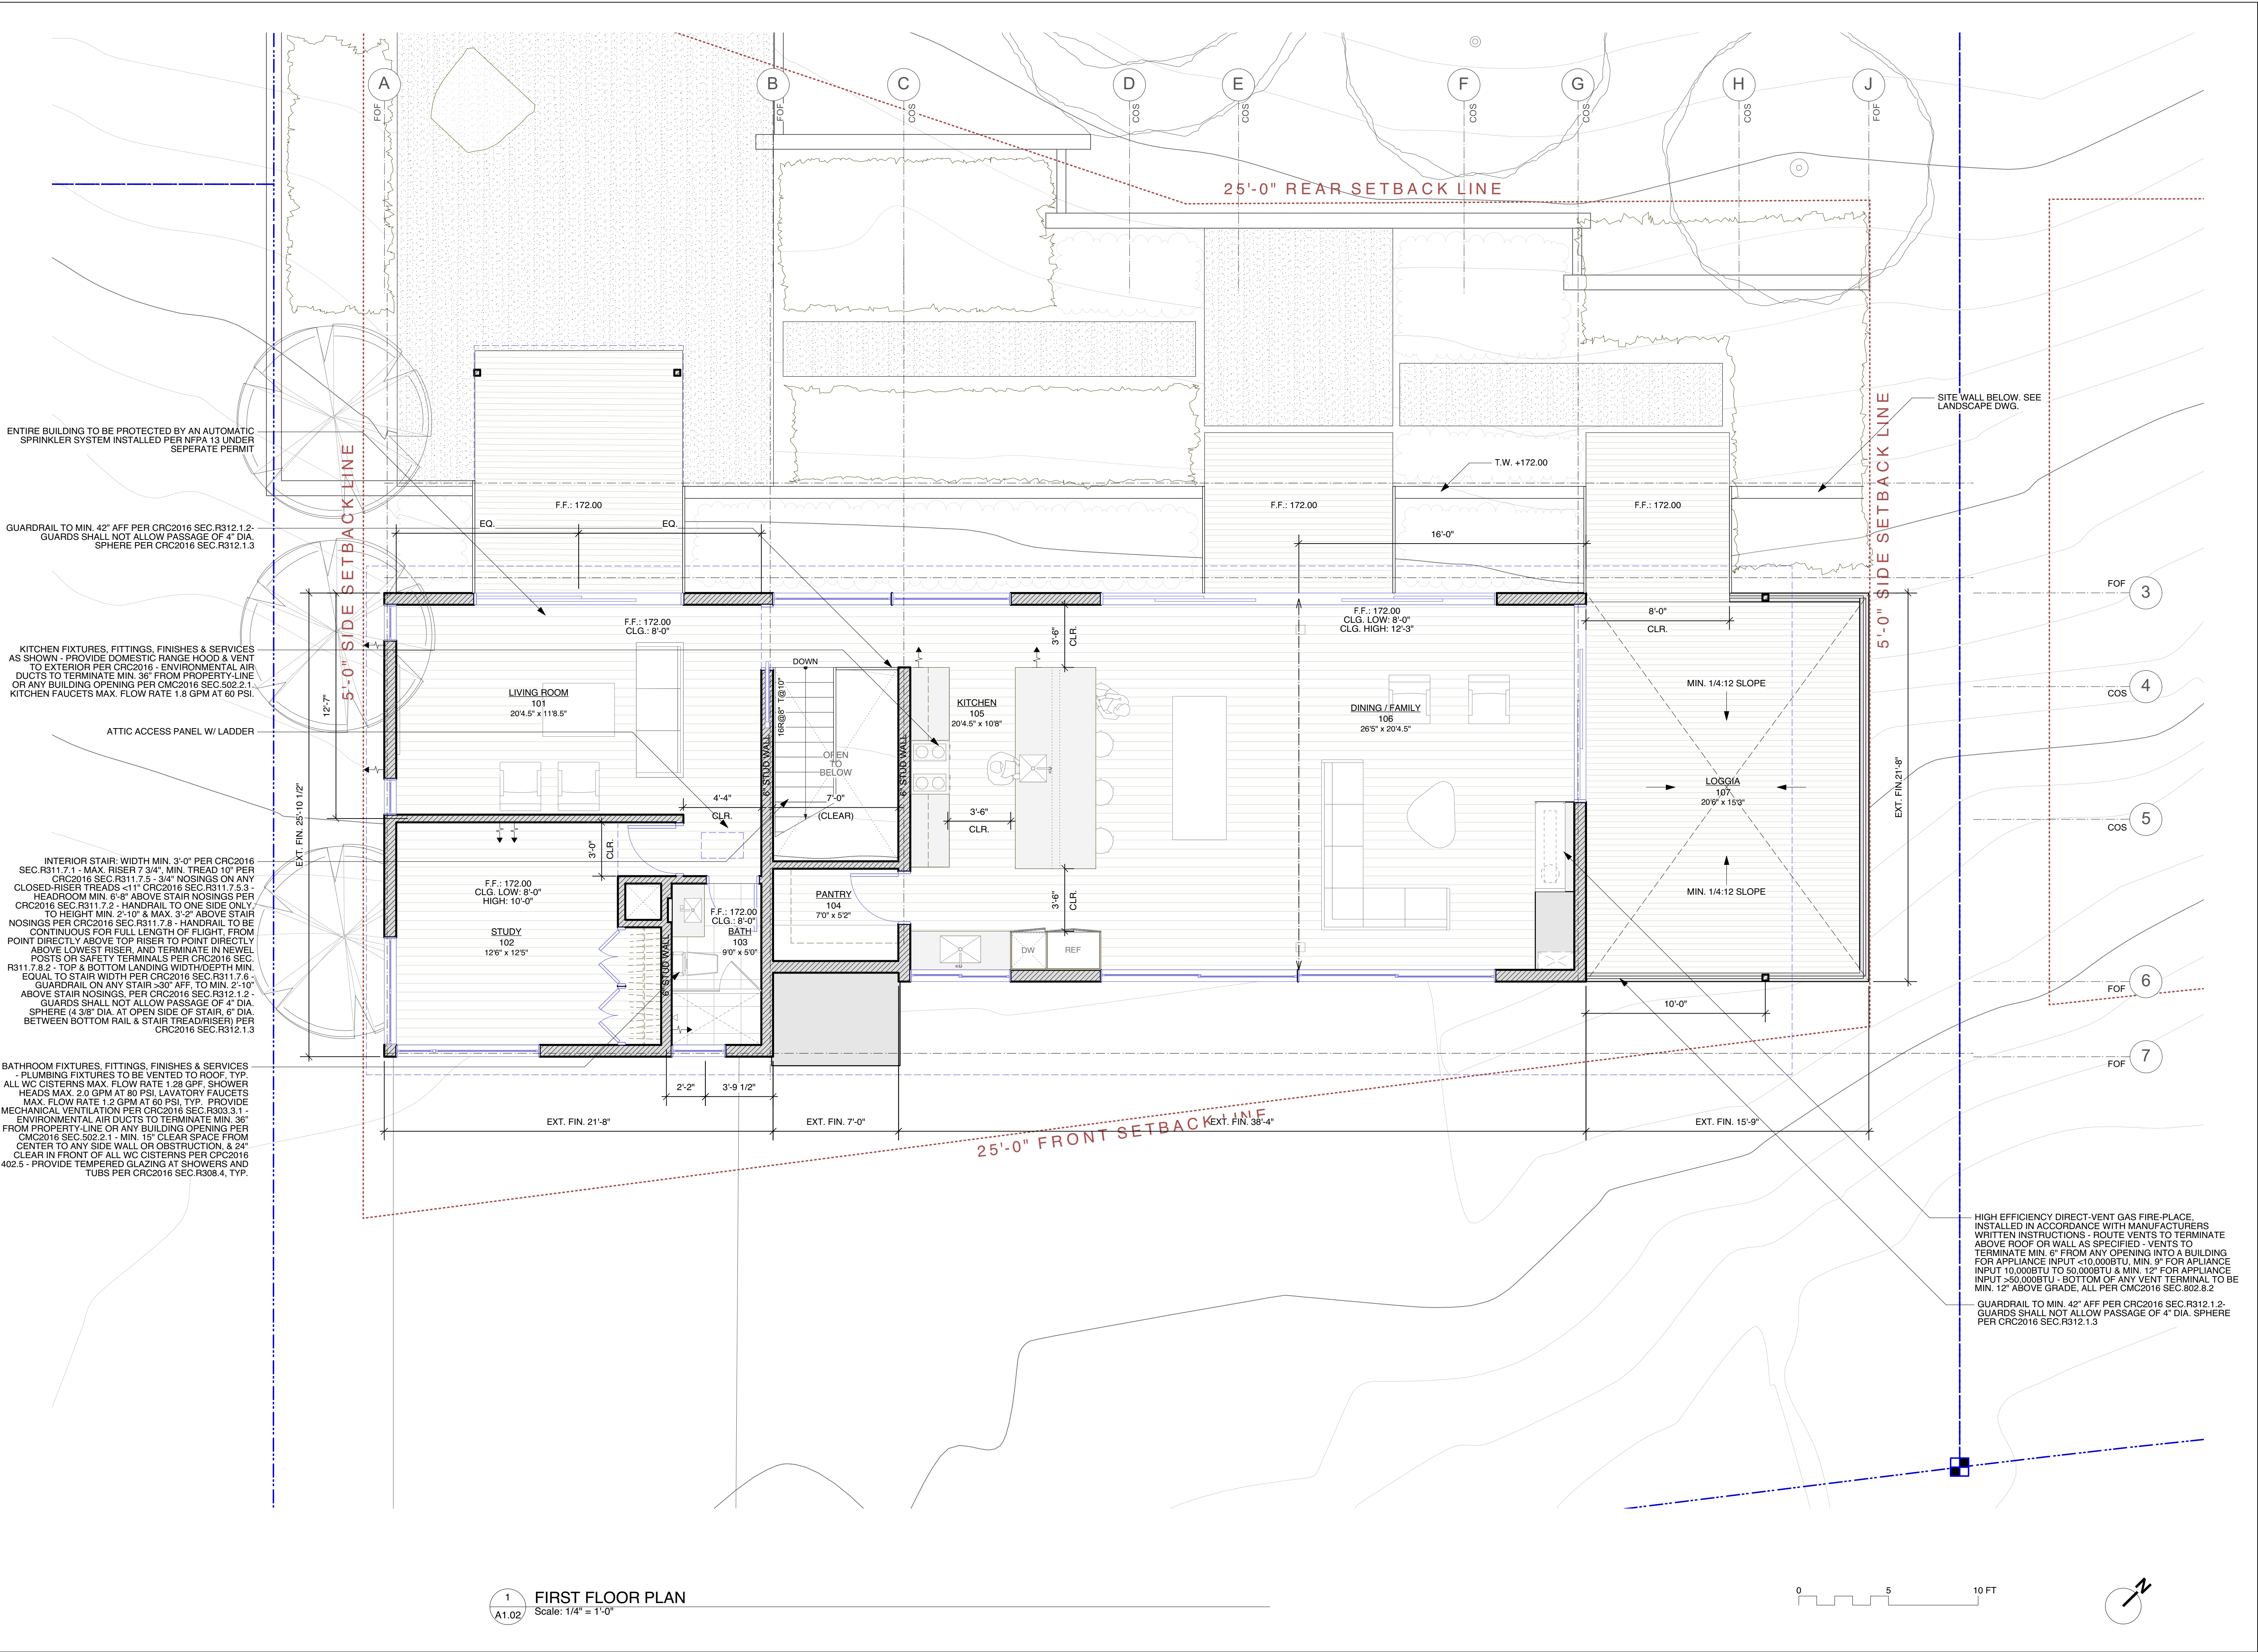 A
B
C
D
E
F
G
H
J
FOF
FOF
COS
COS
COS
COS
COS
COS
FOF
25'-0" REAR SETBACK LINE
SITE WALL BELOW. SEE
LANDSCAPE DWG.
ENTIRE BUILDING TO BE PROTECTED BY AN AUTOMATIC
SPRINKLER SYSTEM INSTALLED PER NFPA 13 UNDER
SEPERATE PERMIT
5'-0" SIDE SETBACK LINE
5'-0" SIDE SETBACK LINE
T.W. +172.00
F.F.: 172.00
F.F.: 172.00
F.F.: 172.00
GUARDRAIL TO MIN. 42" AFF PER CRC2016 SEC.R312.1.2-
GUARDS SHALL NOT ALLOW PASSAGE OF 4" DIA.
SPHERE PER CRC2016 SEC.R312.1.3
EQ.
EQ.
16'-0"
FOF
3
8'-0"
CLR.
F.F.: 172.00
CLG.: 8'-0"
3'-6"
CLR.
F.F.: 172.00
CLG. LOW: 8'-0"
CLG. HIGH: 12'-3"
KITCHEN FIXTURES, FITTINGS, FINISHES & SERVICES
AS SHOWN - PROVIDE DOMESTIC RANGE HOOD & VENT
TO EXTERIOR PER CRC2016 - ENVIRONMENTAL AIR
DUCTS TO TERMINATE MIN. 36" FROM PROPERTY-LINE
OR ANY BUILDING OPENING PER CMC2016 SEC.502.2.1.
KITCHEN FAUCETS MAX. FLOW RATE 1.8 GPM AT 60 PSI.
DOWN
16R@8" T@10"
12'-7"
LIVING ROOM
101
20'4.5" x 11'8.5"
KITCHEN
105
20'4.5" x 10'8"
DINING / FAMILY
106
26'5" x 20'4.5"
MIN. 1/4:12 SLOPE
COS
4
ATTIC ACCESS PANEL W/ LADDER
6" STUD WALL
OPEN
TO
BELOW
6" STUD WALL
LOGGIA
107
20'6" x 15'3"
EXT. FIN. 25'-10 1/2"
EXT. FIN.21'-8"
4'-4"
CLR.
7'-0"
(CLEAR)
3'-6"
CLR.
COS
5
3'-0"
CLR.
INTERIOR STAIR: WIDTH MIN. 3'-0" PER CRC2016
SEC.R311.7.1 - MAX. RISER 7 3/4", MIN. TREAD 10" PER
CRC2016 SEC.R311.7.5 - 3/4" NOSINGS ON ANY
CLOSED-RISER TREADS <11" CRC2016 SEC.R311.7.5.3 -
HEADROOM MIN. 6'-8" ABOVE STAIR NOSINGS PER
CRC2016 SEC.R311.7.2 - HANDRAIL TO ONE SIDE ONLY,
TO HEIGHT MIN. 2'-10" & MAX. 3'-2" ABOVE STAIR
NOSINGS PER CRC2016 SEC.R311.7.8 - HANDRAIL TO BE
CONTINUOUS FOR FULL LENGTH OF FLIGHT, FROM
POINT DIRECTLY ABOVE TOP RISER TO POINT DIRECTLY
ABOVE LOWEST RISER, AND TERMINATE IN NEWEL
POSTS OR SAFETY TERMINALS PER CRC2016 SEC.
R311.7.8.2 - TOP & BOTTOM LANDING WIDTH/DEPTH MIN.
EQUAL TO STAIR WIDTH PER CRC2016 SEC.R311.7.6 -
GUARDRAIL ON ANY STAIR >30" AFF, TO MIN. 2'-10"
ABOVE STAIR NOSINGS, PER CRC2016 SEC.R312.1.2 -
GUARDS SHALL NOT ALLOW PASSAGE OF 4" DIA.
SPHERE (4 3/8" DIA. AT OPEN SIDE OF STAIR, 6" DIA.
BETWEEN BOTTOM RAIL & STAIR TREAD/RISER) PER
CRC2016 SEC.R312.1.3
F.F.: 172.00
CLG. LOW: 8'-0"
HIGH: 10'-0"
PANTRY
104
7'0" x 5'2"
3'-6"
CLR.
MIN. 1/4:12 SLOPE
STUDY
102
12'6" x 12'5"
F.F.: 172.00
CLG.: 8'-0"
BATH
103
9'0" x 5'0"
6" STUD WALL
DW
REF
FOF
6
10'-0"
FOF
7
BATHROOM FIXTURES, FITTINGS, FINISHES & SERVICES
- PLUMBING FIXTURES TO BE VENTED TO ROOF, TYP.
ALL WC CISTERNS MAX. FLOW RATE 1.28 GPF, SHOWER
HEADS MAX. 2.0 GPM AT 80 PSI, LAVATORY FAUCETS
MAX. FLOW RATE 1.2 GPM AT 60 PSI, TYP. PROVIDE
MECHANICAL VENTILATION PER CRC2016 SEC.R303.3.1 -
ENVIRONMENTAL AIR DUCTS TO TERMINATE MIN. 36"
FROM PROPERTY-LINE OR ANY BUILDING OPENING PER
CMC2016 SEC.502.2.1 - MIN. 15" CLEAR SPACE FROM
CENTER TO ANY SIDE WALL OR OBSTRUCTION, & 24"
CLEAR IN FRONT OF ALL WC CISTERNS PER CPC2016
402.5 - PROVIDE TEMPERED GLAZING AT SHOWERS AND
TUBS PER CRC2016 SEC.R308.4, TYP.
2'-2"
3'-9 1/2"
EXT. FIN. 21'-8"
EXT. FIN. 7'-0"
EXT. FIN. 38'-4"
EXT. FIN. 15'-9"
25'-0" FRONT SETBACK LINE
HIGH EFFICIENCY DIRECT-VENT GAS FIRE-PLACE,
INSTALLED IN ACCORDANCE WITH MANUFACTURERS
WRITTEN INSTRUCTIONS - ROUTE VENTS TO TERMINATE
ABOVE ROOF OR WALL AS SPECIFIED - VENTS TO
TERMINATE MIN. 6" FROM ANY OPENING INTO A BUILDING
FOR APPLIANCE INPUT <10,000BTU, MIN. 9" FOR APLIANCE
INPUT 10,000BTU TO 50,000BTU & MIN. 12" FOR APPLIANCE
INPUT >50,000BTU - BOTTOM OF ANY VENT TERMINAL TO BE
MIN. 12" ABOVE GRADE, ALL PER CMC2016 SEC.802.8.2
GUARDRAIL TO MIN. 42" AFF PER CRC2016 SEC.R312.1.2-
GUARDS SHALL NOT ALLOW PASSAGE OF 4" DIA. SPHERE
PER CRC2016 SEC.R312.1.3
1
A1.02
FIRST FLOOR PLAN
Scale: 1/4" = 1'-0"
0
5
10 FT
N